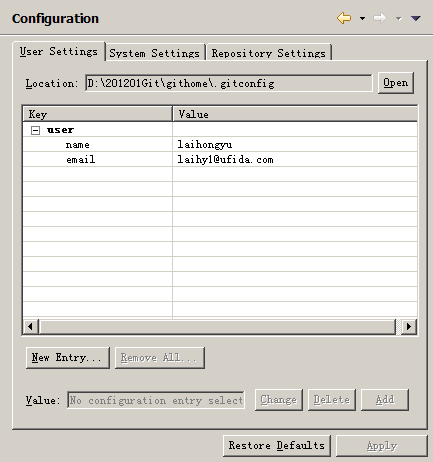 Configuration
User Settings System Settings Repository Settings
Location: D:\201201Git\githome\.gitconfig Open
Key Value
user
name laihongyu
email laihy1@ufida.com
New Entry... Remove All...
Value: No configuration entry select Change Delete Add
Restore Defaults Apply